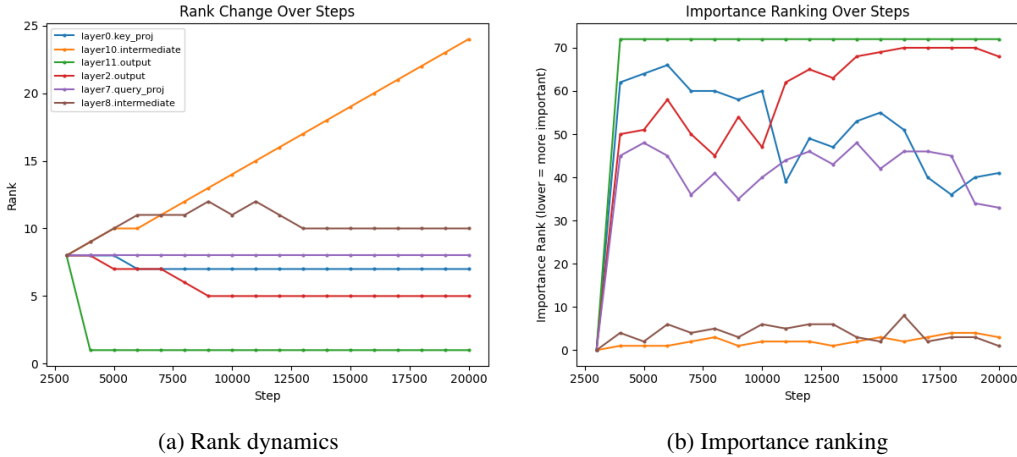 Rank Change Over Steps
Rank
25
20
15
10
5
0
layer0.key_proj
layer10.intermediate
layer11.output
layer2.output
layer7.query_proj
layer8.intermediate
2500 5000 7500 10000 12500 15000 17500 20000
Step
(a) Rank dynamics
Importance Ranking Over Steps
Importance Rank (lower = more important)
70
60
50
40
30
20
10
0
2500 5000 7500 10000 12500 15000 17500 20000
Step
(b) Importance ranking